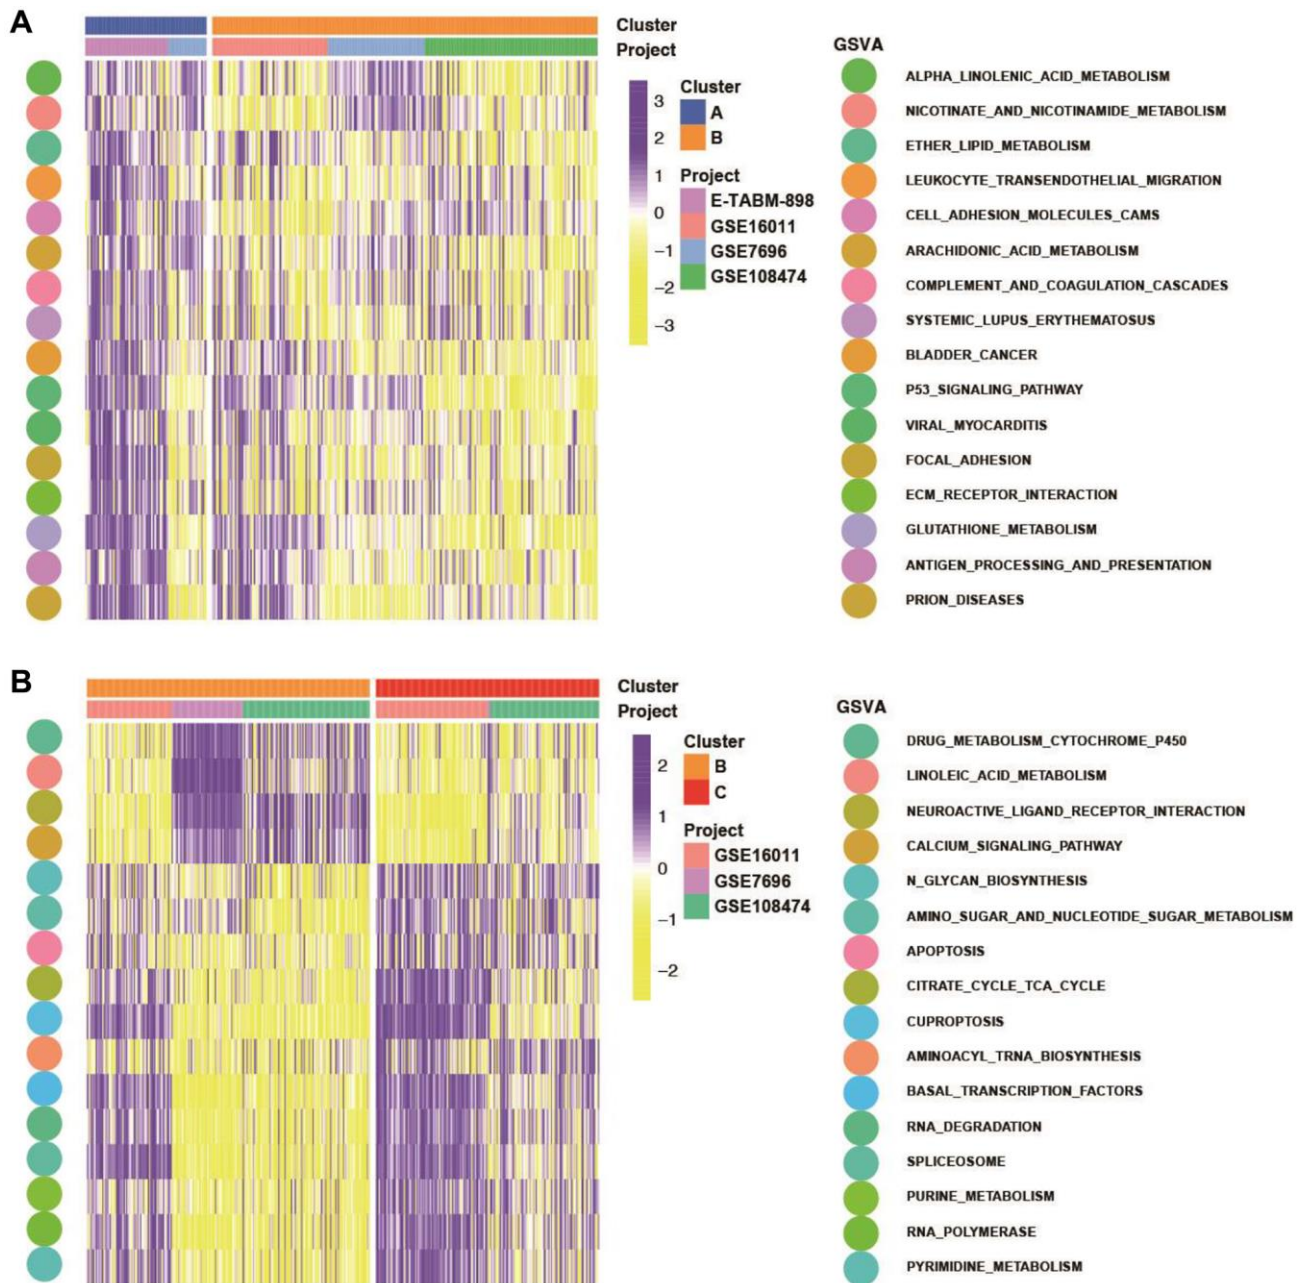 A
Cluster
Project
3
2
1
0
−1
−2
−3
Cluster
A
B
Project
E-TABM-898
GSE16011
GSE7696
GSE108474
GSVA
ALPHA_LINOLENIC_ACID_METABOLISM
NICOTINATE_AND_NICOTINAMIDE_METABOLISM
ETHER_LIPID_METABOLISM
LEUKOCYTE_TRANSENDOTHELIAL_MIGRATION
CELL_ADHESION_MOLECULES_CAMS
ARACHIDONIC_ACID_METABOLISM
COMPLEMENT_AND_COAGULATION_CASCADES
SYSTEMIC_LUPUS_ERYTHEMATOSUS
BLADDER_CANCER
P53_SIGNALING_PATHWAY
VIRAL_MYOCARDITIS
FOCAL_ADHESION
ECM_RECEPTOR_INTERACTION
GLUTATHIONE_METABOLISM
ANTIGEN_PROCESSING_AND_PRESENTATION
PRION_DISEASES
B
Cluster
Project
2
1
0
−1
−2
Cluster
B
C
Project
GSE16011
GSE7696
GSE108474
GSVA
DRUG_METABOLISM_CYTOCHROME_P450
LINOLEIC_ACID_METABOLISM
NEUROACTIVE_LIGAND_RECEPTOR_INTERACTION
CALCIUM_SIGNALING_PATHWAY
N_GLYCAN_BIOSYNTHESIS
AMINO_SUGAR_AND_NUCLEOTIDE_SUGAR_METABOLISM
APOPTOSIS
CITRATE_CYCLE_TCA_CYCLE
CUPROPTOSIS
AMINOACYL_TRNA_BIOSYNTHESIS
BASAL_TRANSCRIPTION_FACTORS
RNA_DEGRADATION
SPLICEOSOME
PURINE_METABOLISM
RNA_POLYMERASE
PYRIMIDINE_METABOLISM